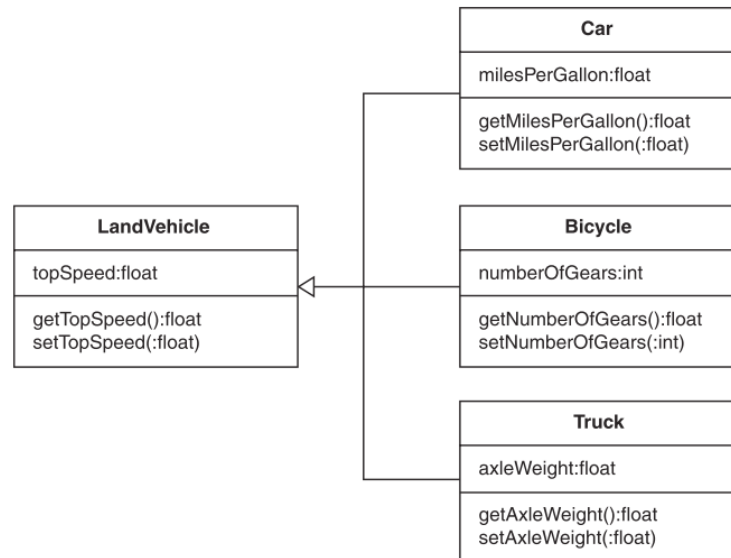 Car
milesPerGallon:float
getMilesPerGallon():float
setMilesPerGallon(:float)
LandVehicle
topSpeed:float
getTopSpeed():float
setTopSpeed(:float)
Bicycle
numberOfGears:int
getNumberOfGears():float
setNumberOfGears(:int)
Truck
axleWeight:float
getAxleWeight():float
setAxleWeight(:float)